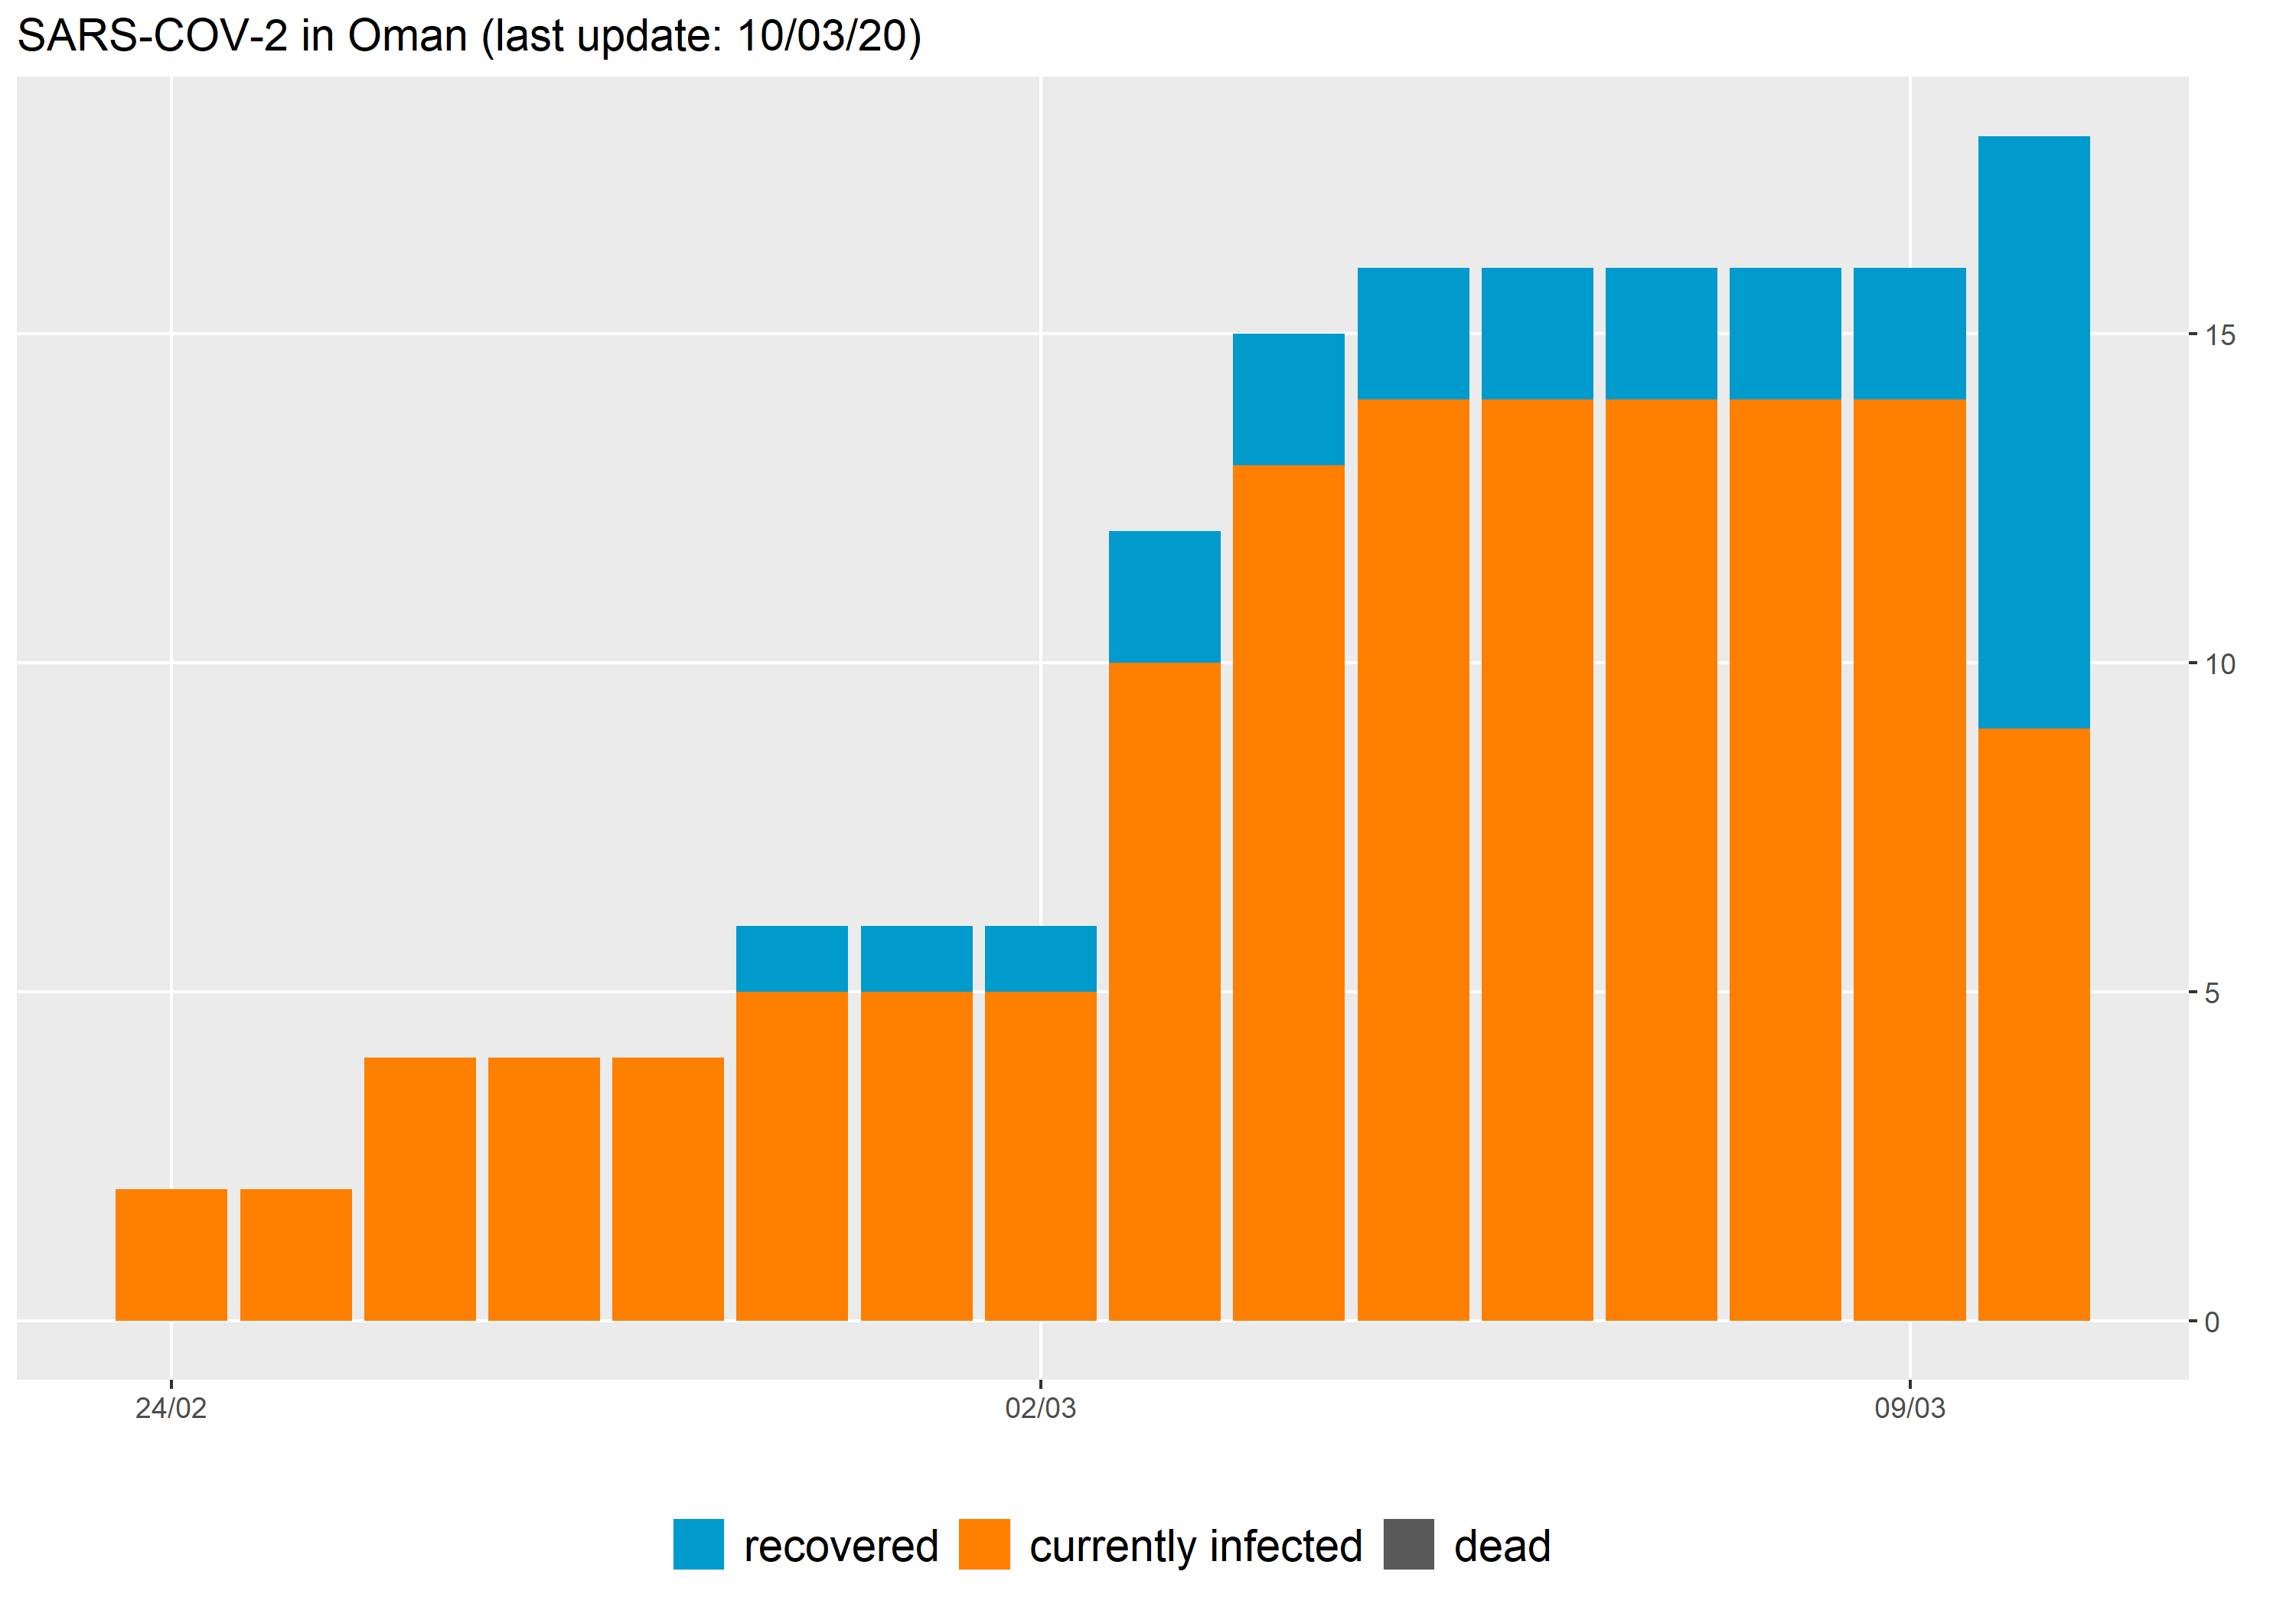 SARS-COV-2 in Oman (last update: 10/03/20)
15
10
5
0
24/02 02/03 09/03
recovered currently infected dead